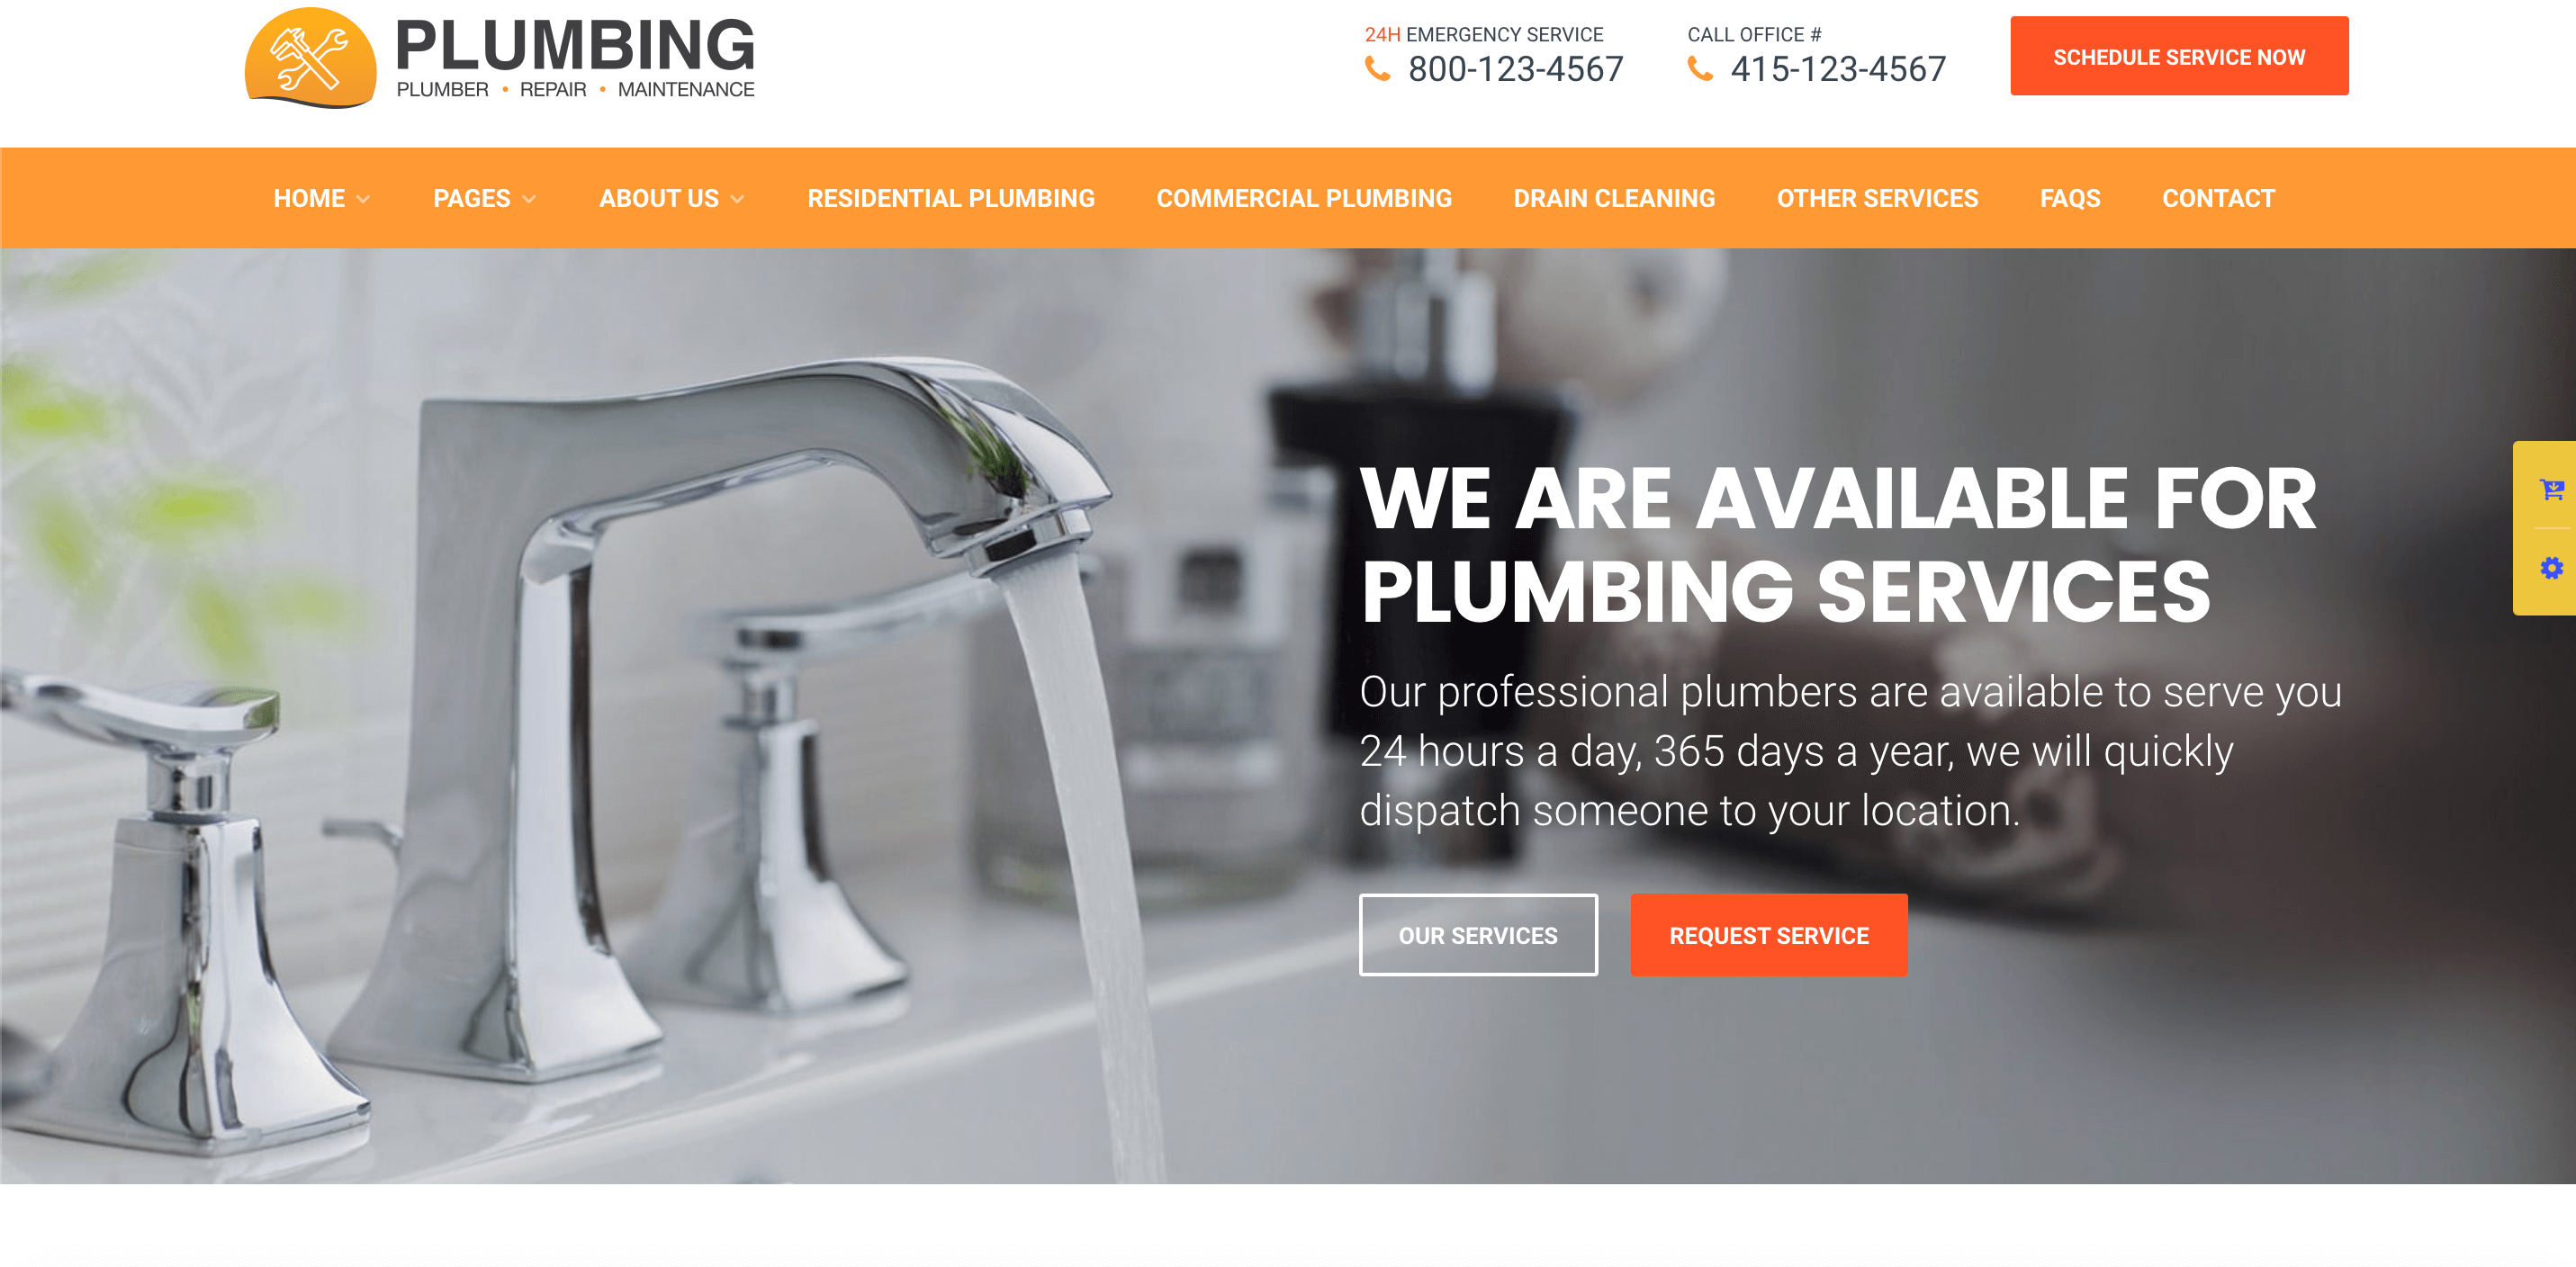 PLUMBING
PLUMBER • REPAIR • MAINTENANCE
24H EMERGENCY SERVICE
800-123-4567
CALL OFFICE #
415-123-4567
SCHEDULE SERVICE NOW
HOME PAGES ABOUT US RESIDENTIAL PLUMBING COMMERCIAL PLUMBING DRAIN CLEANING OTHER SERVICES FAQS CONTACT
WE ARE AVAILABLE FOR
PLUMBING SERVICES
Our professional plumbers are available to serve you
24 hours a day, 365 days a year, we will quickly
dispatch someone to your location.
OUR SERVICES
REQUEST SERVICE